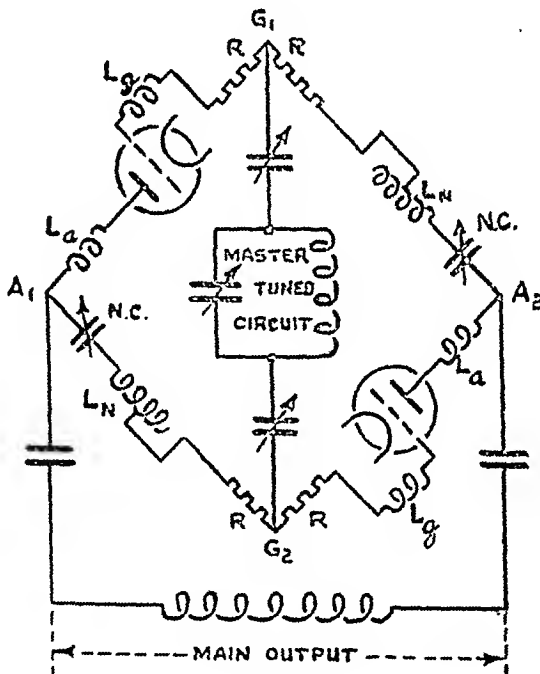 G₁
R R
Lg
LN
N.C.
La
MASTER
TUNED
CIRCUIT
A₁
A₂
N.C.
La
LN
R R
G₂
Lg
MAIN OUTPUT